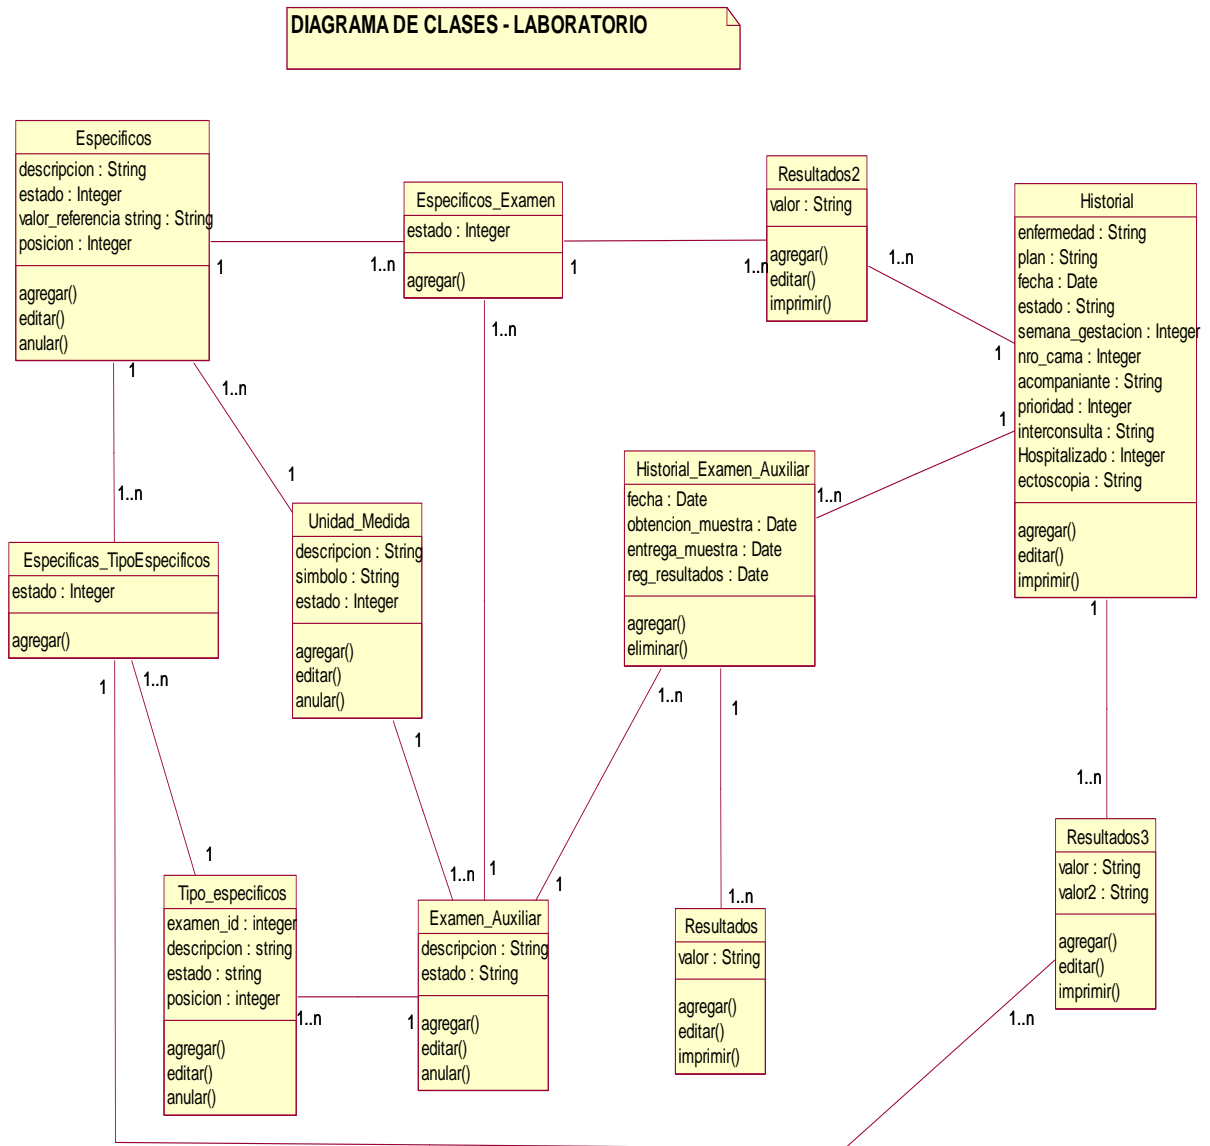 DIAGRAMA DE CLASES - LABORATORIO
Especificos
descripcion : String
estado : Integer
valor_referencia string : String
posicion : Integer
agregar()
editar()
anular()
1
1..n
Especificos_Examen
estado : Integer
agregar()
1
1..n
Resultados2
valor : String
agregar()
editar()
imprimir()
1..n
1
Historial
enfermedad : String
plan : String
fecha : Date
estado : String
semana_gestacion : Integer
nro_cama : Integer
acompaniante : String
prioridad : Integer
interconsulta : String
Hospitalizado : Integer
ectoscopia : String
agregar()
editar()
imprimir()
1
1..n
1
1..n
1..n
1
1..n
Historial_Examen_Auxiliar
fecha : Date
obtencion_muestra : Date
entrega_muestra : Date
reg_resultados : Date
agregar()
eliminar()
Unidad_Medida
descripcion : String
simbolo : String
estado : Integer
agregar()
editar()
anular()
Especificas_TipoEspecificos
estado : Integer
agregar()
1
1..n
1
1..n
1
1..n
1
1..n
1
1
1..n
1
1..n
Tipo_especificos
examen_id : integer
descripcion : string
estado : string
posicion : integer
agregar()
editar()
anular()
1..n
1
Examen_Auxiliar
descripcion : String
estado : String
agregar()
editar()
anular()
Resultados
valor : String
agregar()
editar()
imprimir()
Resultados3
valor : String
valor2 : String
agregar()
editar()
imprimir()
1..n